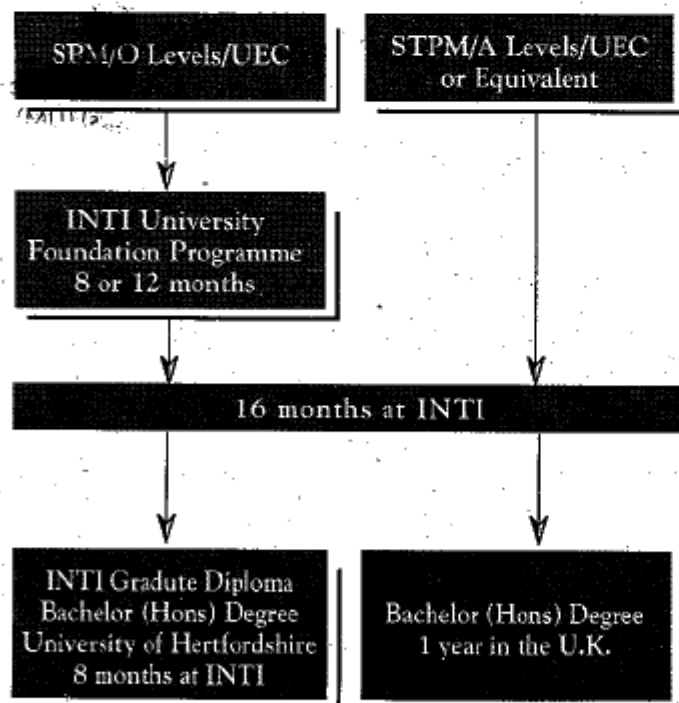 SPM/O Levels/UEC
STPM/A Levels/UEC
or Equivalent
INTI University
Foundation Programme
8 or 12 months
16 months at INTI
INTI Gradute Diploma
Bachelor (Hons) Degree
University of Hertfordshire
8 months at INTI
Bachelor (Hons) Degree
1 year in the U.K.